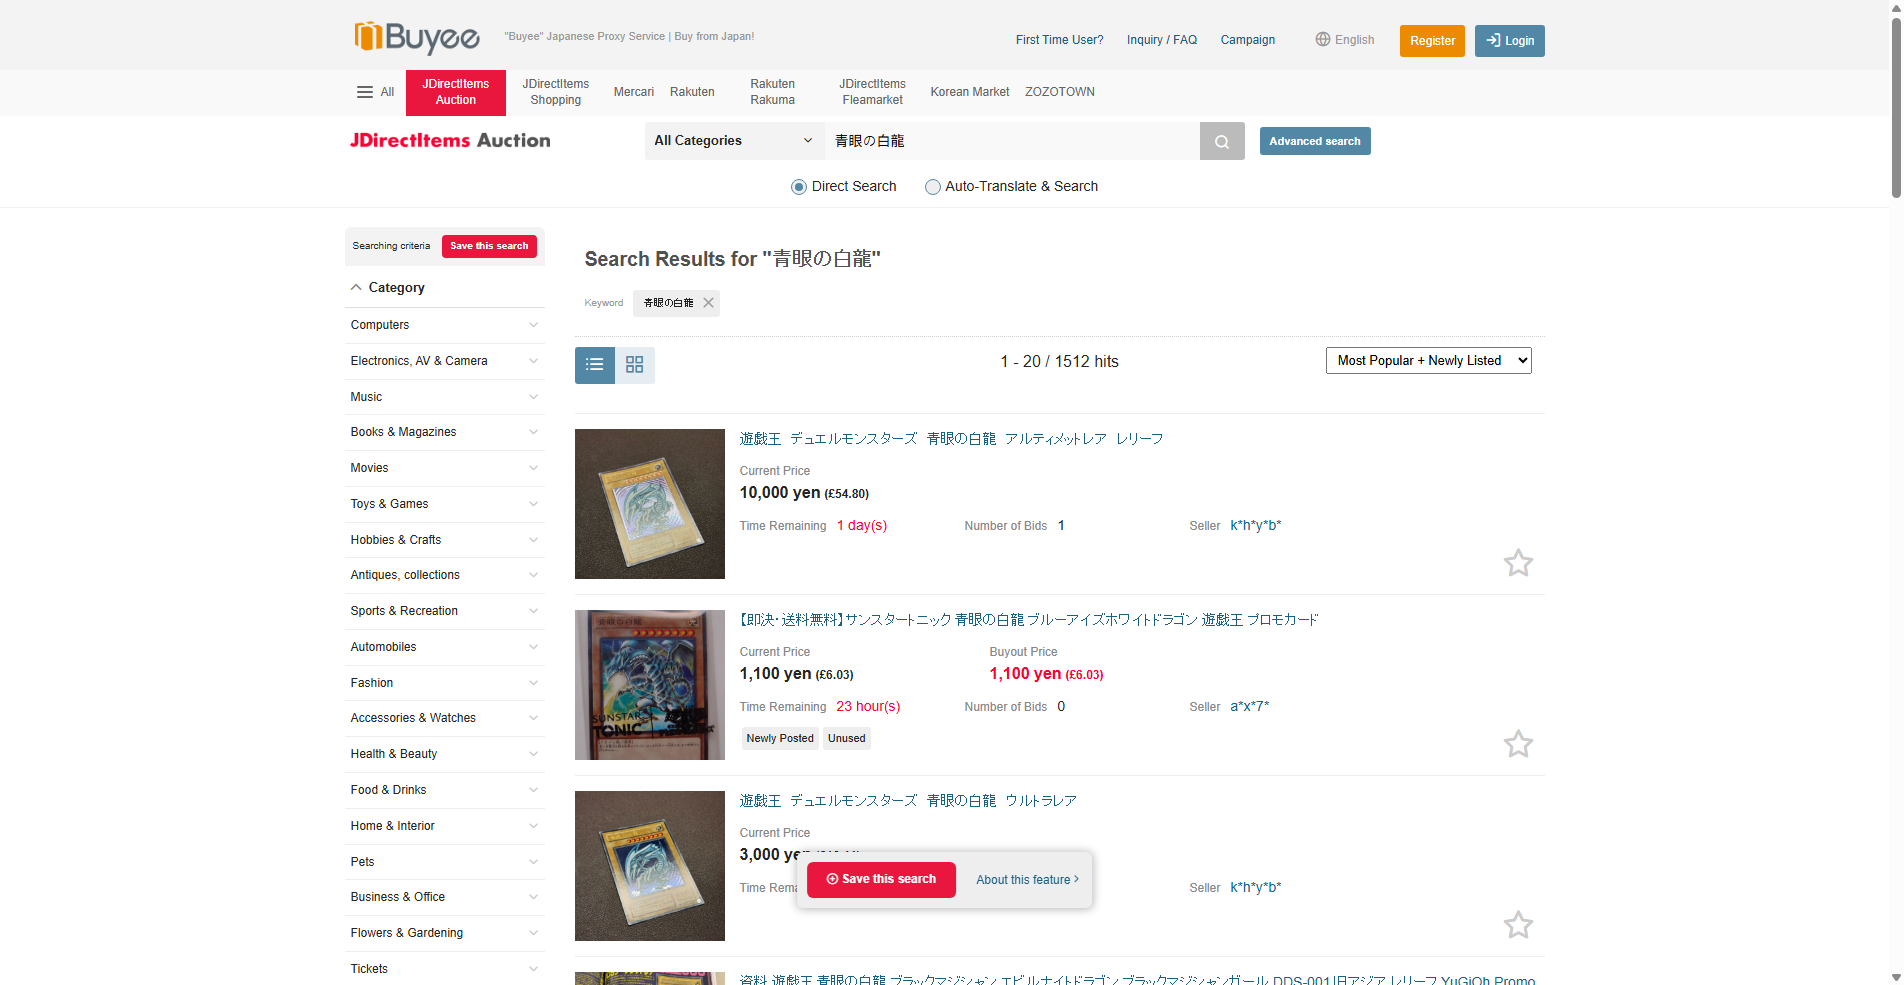 Buyee
"Buyee" Japanese Proxy Service | Buy from Japan!
First Time User?
Inquiry / FAQ
Campaign
English
Register
Login
All
JDirectItems
Auction
JDirectItems
Shopping
Mercari
Rakuten
Rakuten
Rakuma
JDirectItems
Fleamarket
Korean Market
ZOZOTOWN
JDirectItems Auction
All Categories
青眼の白龍
Advanced search
Direct Search
Auto-Translate & Search
Searching criteria
Save this search
Category
Computers
Electronics, AV & Camera
Music
Books & Magazines
Movies
Toys & Games
Hobbies & Crafts
Antiques, collections
Sports & Recreation
Automobiles
Fashion
Accessories & Watches
Health & Beauty
Food & Drinks
Home & Interior
Pets
Business & Office
Flowers & Gardening
Tickets
Search Results for "青眼の白龍"
Keyword
青眼の白龍
1 - 20 / 1512 hits
Most Popular + Newly Listed
遊戯王 デュエルモンスターズ 青眼の白龍 アルティメットレア レリーフ
Current Price
10,000 yen (£54.80)
Time Remaining 1 day(s)
Number of Bids 1
Seller k*h*y*b*
【即決・送料無料】サンスタートニック 青眼の白龍 ブルーアイズホワイトドラゴン 遊戯王 プロモカード
Current Price
1,100 yen (£6.03)
Buyout Price
1,100 yen (£6.03)
Time Remaining 23 hour(s)
Number of Bids 0
Seller a*x*7*
Newly Posted
Unused
SUNSTAR
TONIC
遊戯王 デュエルモンスターズ 青眼の白龍 ウルトラレア
Current Price
3,000 yen
Seller k*h*y*b*
Save this search
About this feature
資料 遊戯王 青眼の白龍 ブラックマジシャン エビルナイトドラゴン ブラックマジシャンガール DDS-001旧アジア レリーフ YuGiOh Promo